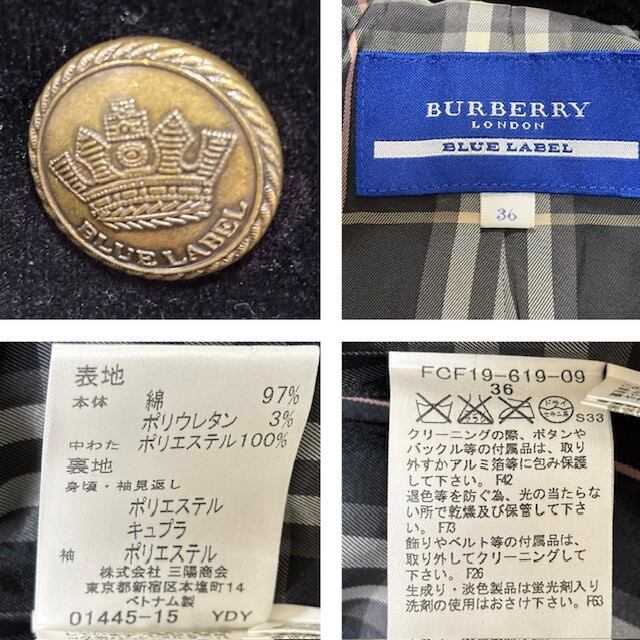 BLUE LABEL
BURBERRY
LONDON
BLUE LABEL
36
表地
本体 綿 97%
ポリウレタン 3%
中わた ポリエステル100%
裏地
身頃・袖見返し
ポリエステル
キュプラ
袖 ポリエステル
株式会社 三陽商会
東京都新宿区本塩町14
ベトナム製
01445-15 YDY
FCF19-619-09
36
ドライ
セキユ系
S33
クリーニングの際、ボタンや
バックル等の付属品は、取り
外すかアルミ箔等に包み保護
して下さい。F42
退色等を防ぐ為、光の当たらな
い所で乾燥及び保管して下さ
い。F73
飾りやベルト等の付属品は、
取り外してクリーニングして
下さい。F26
生成り・淡色製品は蛍光剤入り
洗剤の使用はおさけ下さい。F63